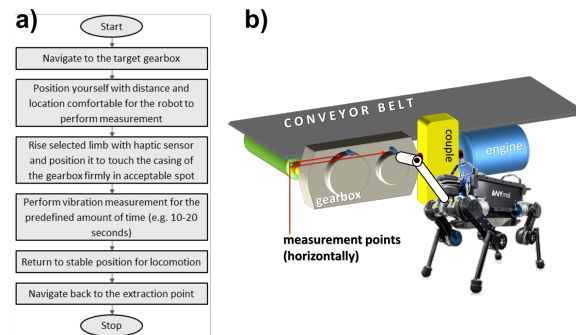 a)
Start
Navigate to the target gearbox
Position yourself with distance and
location comfortable for the robot to
perform measurement
Rise selected limb with haptic sensor
and position it to touch the casing of
the gearbox firmly in acceptable spot
Perform vibration measurement for the
predefined amount of time (e.g. 10-20
seconds)
Return to stable position for locomotion
Navigate back to the extraction point
Stop
b)
CONVEYOR BELT
couple
engine
gearbox
ANYmal
measurement points
(horizontally)